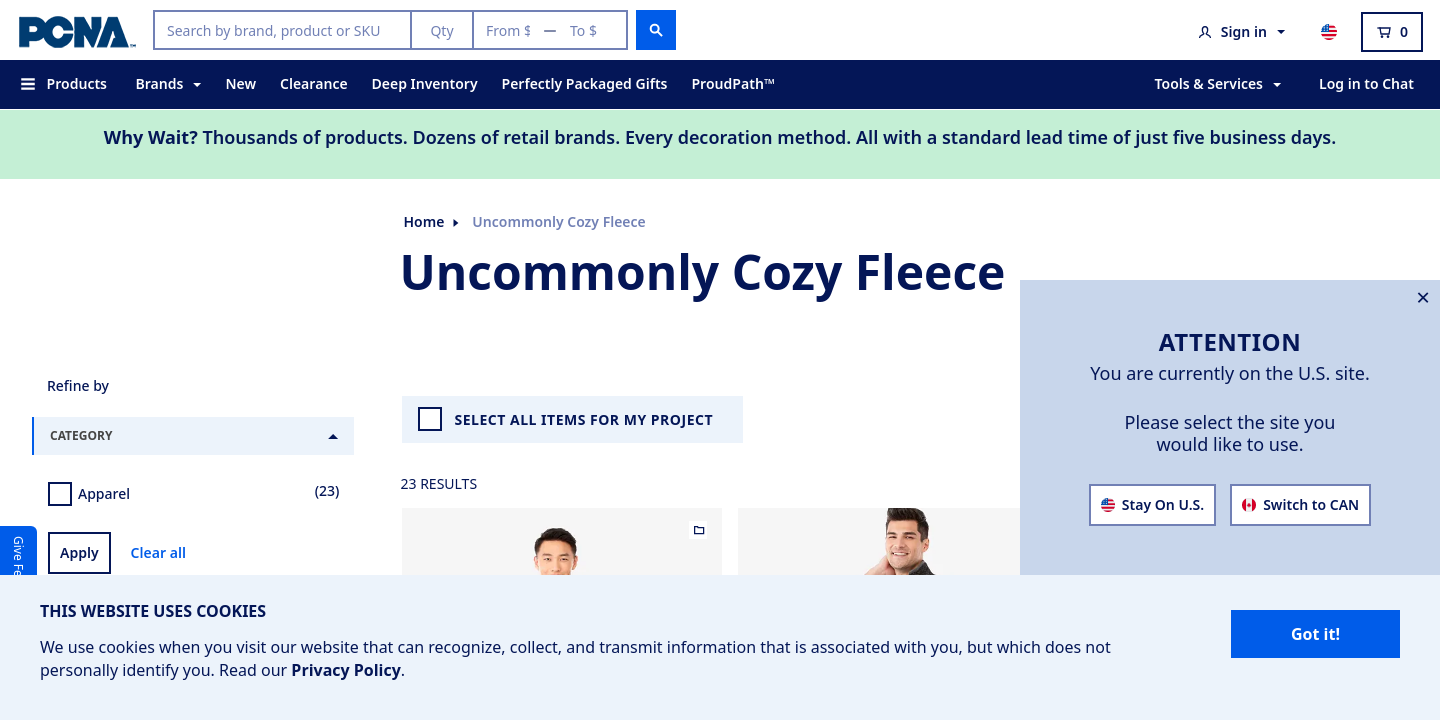 PCNA™
Search by brand, product or SKU
Qty
From $
To $
Sign in
0
Products
Brands
New
Clearance
Deep Inventory
Perfectly Packaged Gifts
ProudPath™
Tools & Services
Log in to Chat
Why Wait? Thousands of products. Dozens of retail brands. Every decoration method. All with a standard lead time of just five business days.
Home
Uncommonly Cozy Fleece
Uncommonly Cozy Fleece
Refine by
CATEGORY
Apparel
(23)
Apply
Clear all
Give Fe
SELECT ALL ITEMS FOR MY PROJECT
23 RESULTS
ATTENTION
You are currently on the U.S. site.
Please select the site you
would like to use.
Stay On U.S.
Switch to CAN
THIS WEBSITE USES COOKIES
We use cookies when you visit our website that can recognize, collect, and transmit information that is associated with you, but which does not
personally identify you. Read our Privacy Policy.
Got it!